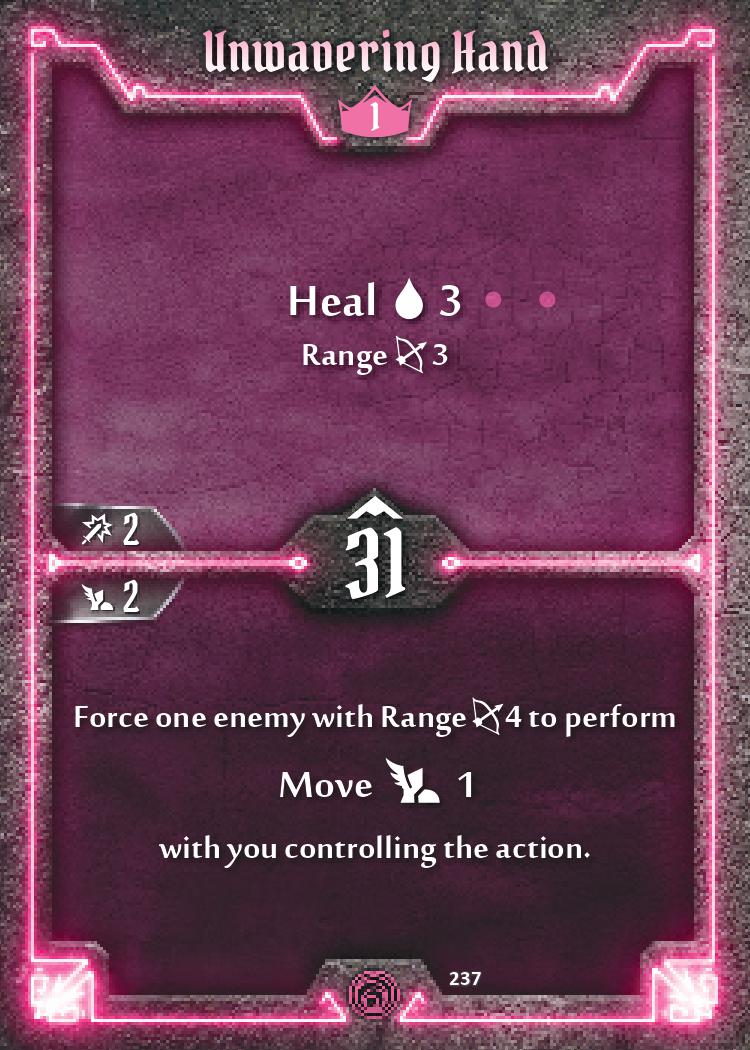 Unwavering Hand
1
Heal 3
Range 3
2
31
2
Force one enemy with Range 4 to perform
Move 1
with you controlling the action.
237